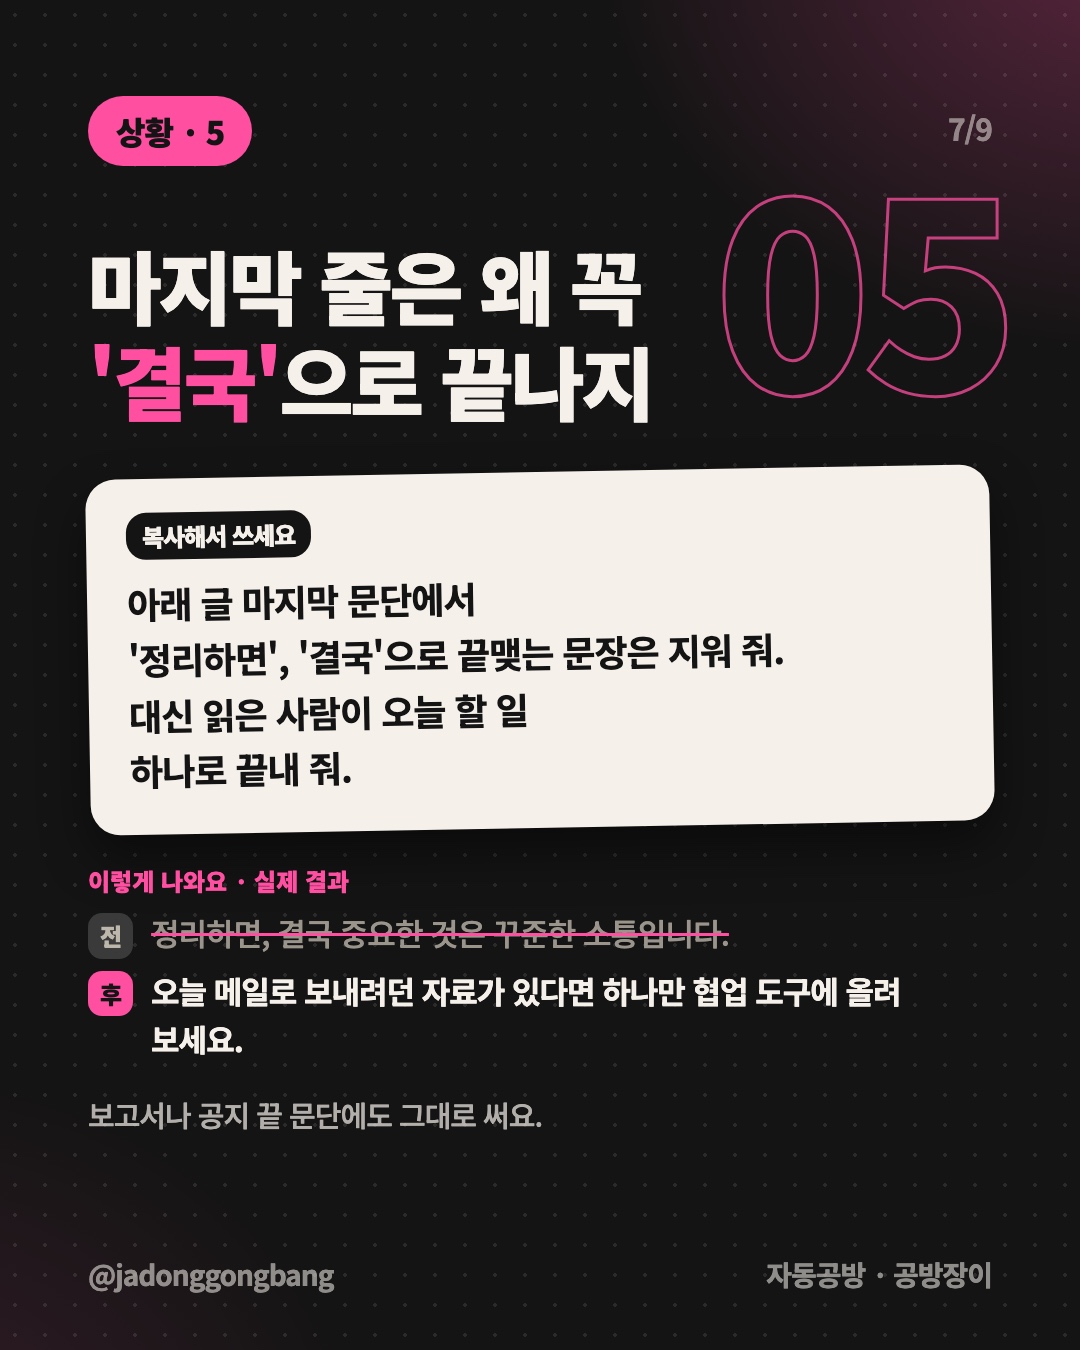 상황 · 5
7/9
05
마지막 줄은 왜 꼭
'결국'으로 끝나지
복사해서 쓰세요
아래 글 마지막 문단에서
'정리하면', '결국'으로 끝맺는 문장은 지워 줘.
대신 읽은 사람이 오늘 할 일
하나로 끝내 줘.
이렇게 나와요 · 실제 결과
전 정리하면, 결국 중요한 것은 꾸준한 소통입니다.
후 오늘 메일로 보내려던 자료가 있다면 하나만 협업 도구에 올려
보세요.
보고서나 공지 끝 문단에도 그대로 써요.
@jadonggongbang
자동공방 · 공방장이